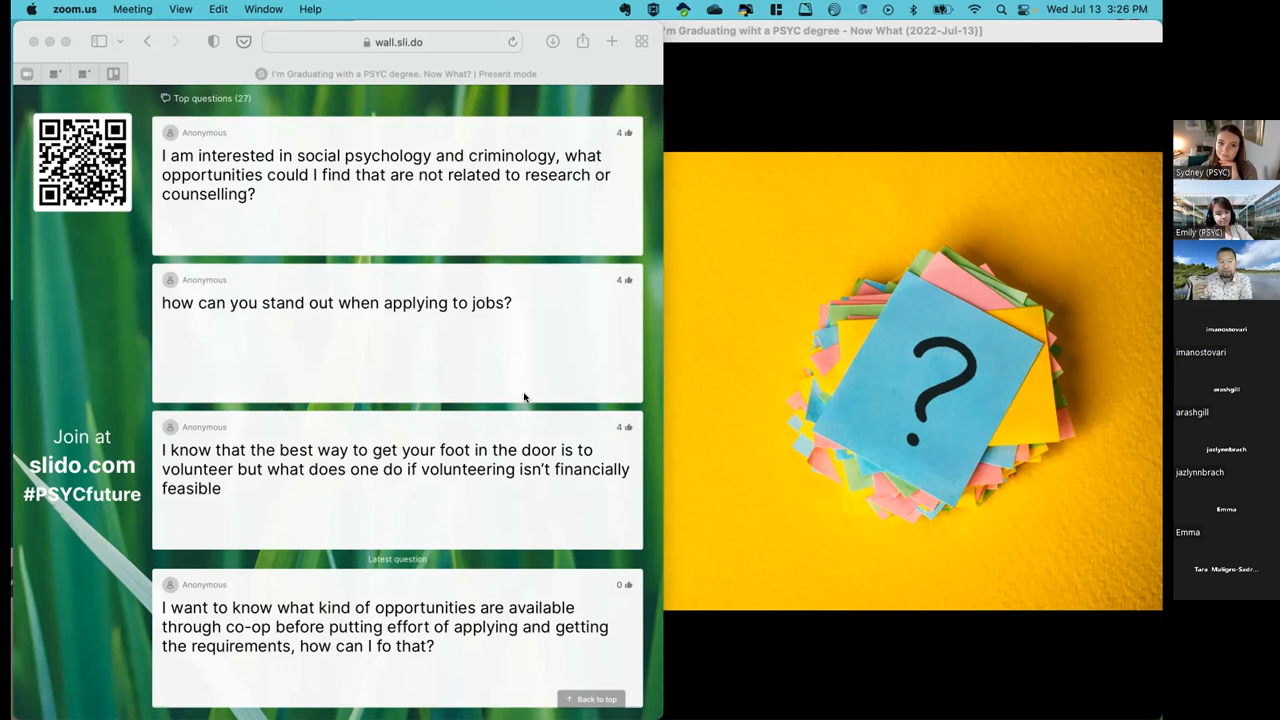 zoom.us Meeting View Edit Window Help
Wed Jul 13 3:26 PM
wall.sli.do
I'm Graduating with a PSYC degree. Now What? | Present mode
'm Graduating wiht a PSYC degree - Now What (2022-Jul-13)]
Top questions (27)
Anonymous
4
I am interested in social psychology and criminology, what
opportunities could I find that are not related to research or
counselling?
Anonymous
4
how can you stand out when applying to jobs?
Anonymous
4
I know that the best way to get your foot in the door is to
volunteer but what does one do if volunteering isn't financially
feasible
Latest question
Anonymous
0
I want to know what kind of opportunities are available
through co-op before putting effort of applying and getting
the requirements, how can I fo that?
Back to top
Join at
slido.com
#PSYCfuture
?
Sydney (PSYC)
Emily (PSYC)
imanostovari
imanostovari
arashgill
arashgill
jazlynnbrach
jazlynnbrach
Emma
Emma
Tara Maligro-Sadr...